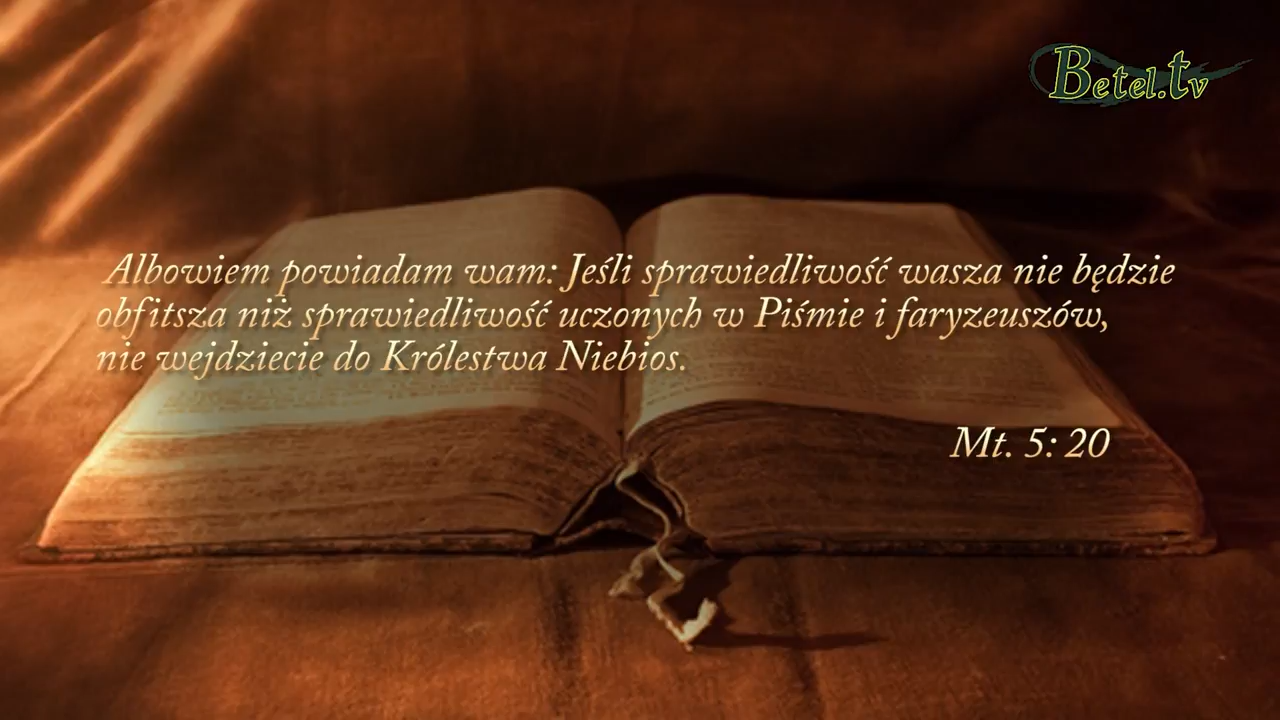 Betel.tv
Albowiem powiadam wam: Jeśli sprawiedliwość wasza nie będzie
obfitsza niż sprawiedliwość uczonych w Piśmie i faryzeuszów,
nie wejdziecie do Królestwa Niebios.
Mt. 5: 20